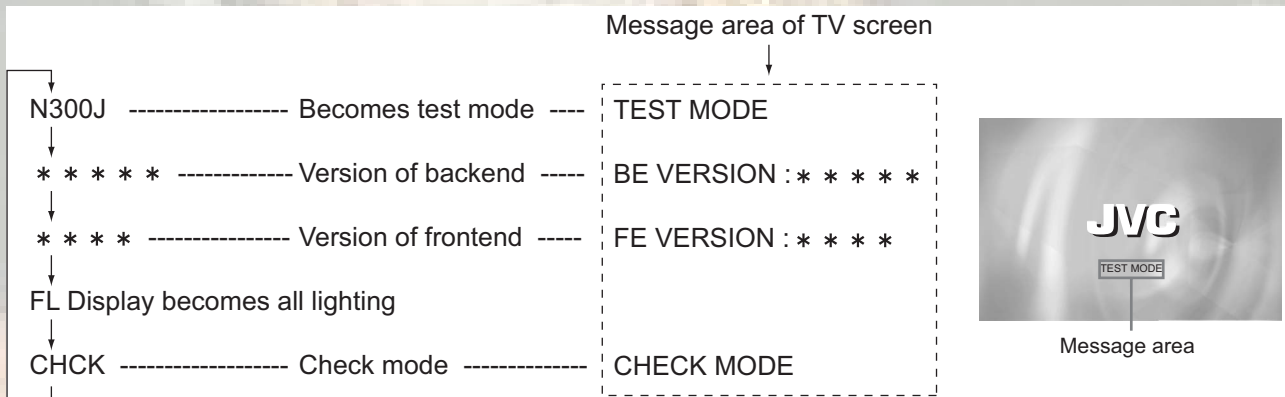 Message area of TV screen
N300J ------------------ Becomes test mode ---- TEST MODE
* * * * * ------------- Version of backend ----- BE VERSION : * * * * *
* * * * ---------------- Version of frontend ----- FE VERSION : * * * *
FL Display becomes all lighting
CHCK ------------------- Check mode -------------- CHECK MODE
JVC
TEST MODE
Message area